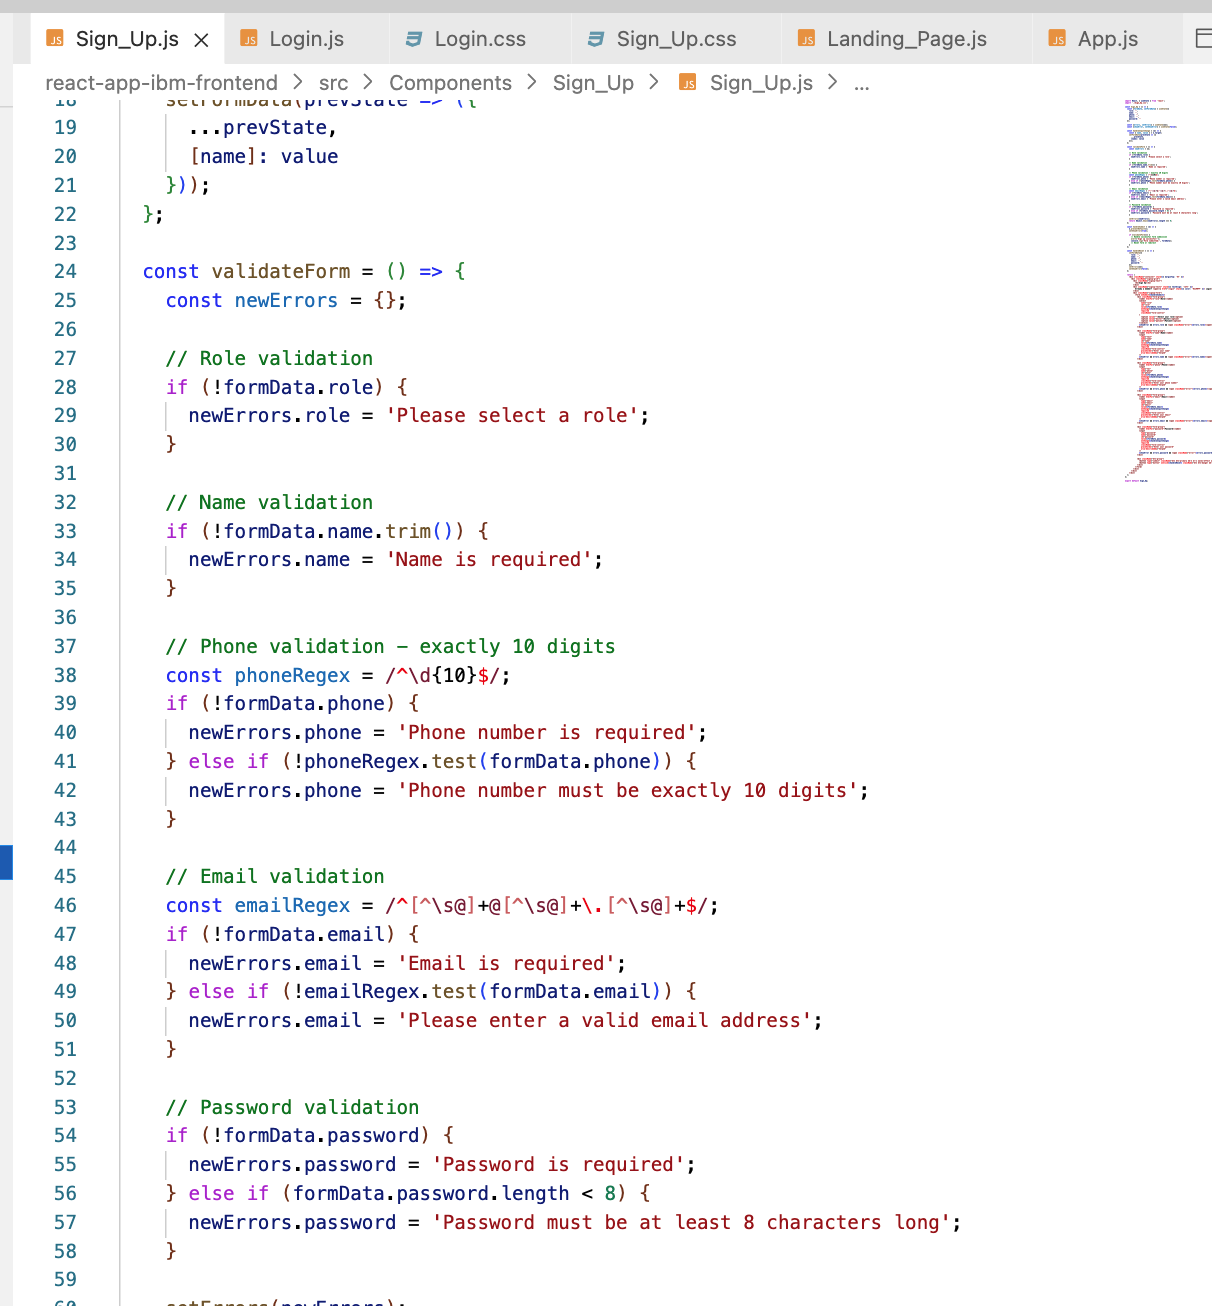 JS Sign_Up.js × JS Login.js Login.css Sign_Up.css JS Landing_Page.js JS App.js
react-app-ibm-frontend > src > Components > Sign_Up > JS Sign_Up.js > ...
18 setFormData(prevState => ({
19 ...prevState,
20 [name]: value
21 }));
22 };
23
24 const validateForm = () => {
25 const newErrors = {};
26
27 // Role validation
28 if (!formData.role) {
29 newErrors.role = 'Please select a role';
30 }
31
32 // Name validation
33 if (!formData.name.trim()) {
34 newErrors.name = 'Name is required';
35 }
36
37 // Phone validation – exactly 10 digits
38 const phoneRegex = /^\d{10}$/;
39 if (!formData.phone) {
40 newErrors.phone = 'Phone number is required';
41 } else if (!phoneRegex.test(formData.phone)) {
42 newErrors.phone = 'Phone number must be exactly 10 digits';
43 }
44
45 // Email validation
46 const emailRegex = /^[^\s@]+@[^\s@]+\.[^\s@]+$/;
47 if (!formData.email) {
48 newErrors.email = 'Email is required';
49 } else if (!emailRegex.test(formData.email)) {
50 newErrors.email = 'Please enter a valid email address';
51 }
52
53 // Password validation
54 if (!formData.password) {
55 newErrors.password = 'Password is required';
56 } else if (formData.password.length < 8) {
57 newErrors.password = 'Password must be at least 8 characters long';
58 }
59
60 setErrors(newErrors);